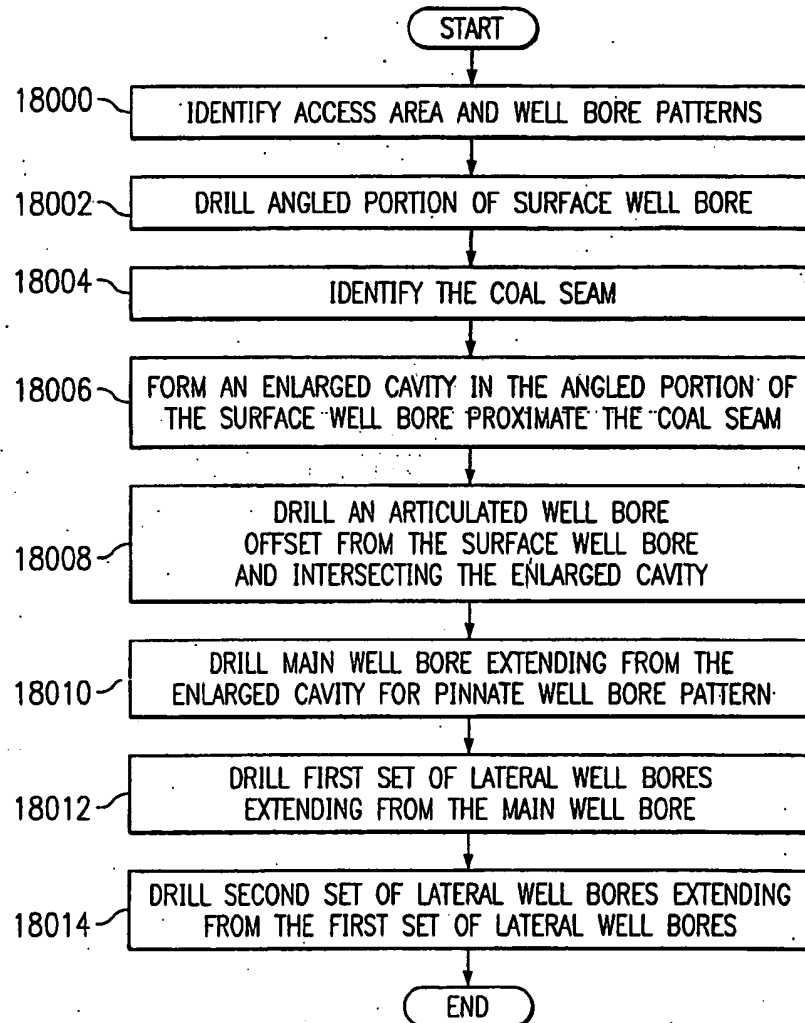 START
18000
IDENTIFY ACCESS AREA AND WELL BORE PATTERNS
18002
DRILL ANGLED PORTION OF SURFACE WELL BORE
18004
IDENTIFY THE COAL SEAM
18006
FORM AN ENLARGED CAVITY IN THE ANGLED PORTION OF
THE SURFACE WELL BORE PROXIMATE THE COAL SEAM
18008
DRILL AN ARTICULATED WELL BORE
OFFSET FROM THE SURFACE WELL BORE
AND INTERSECTING THE ENLARGED CAVITY
18010
DRILL MAIN WELL BORE EXTENDING FROM THE
ENLARGED CAVITY FOR PINNATE WELL BORE PATTERN
18012
DRILL FIRST SET OF LATERAL WELL BORES
EXTENDING FROM THE MAIN WELL BORE
18014
DRILL SECOND SET OF LATERAL WELL BORES EXTENDING
FROM THE FIRST SET OF LATERAL WELL BORES
END